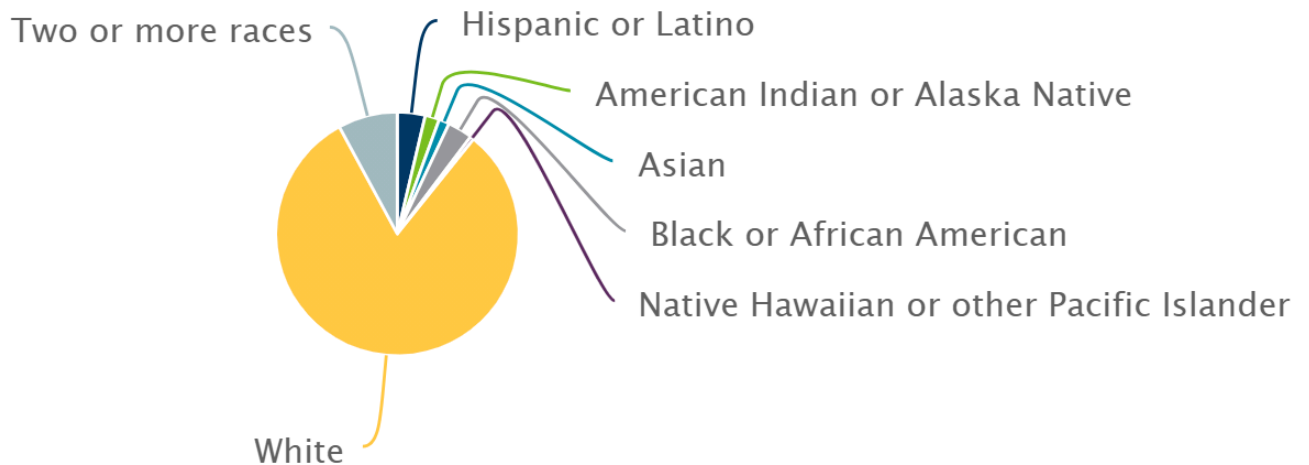 Two or more races
Hispanic or Latino
American Indian or Alaska Native
Asian
Black or African American
Native Hawaiian or other Pacific Islander
White